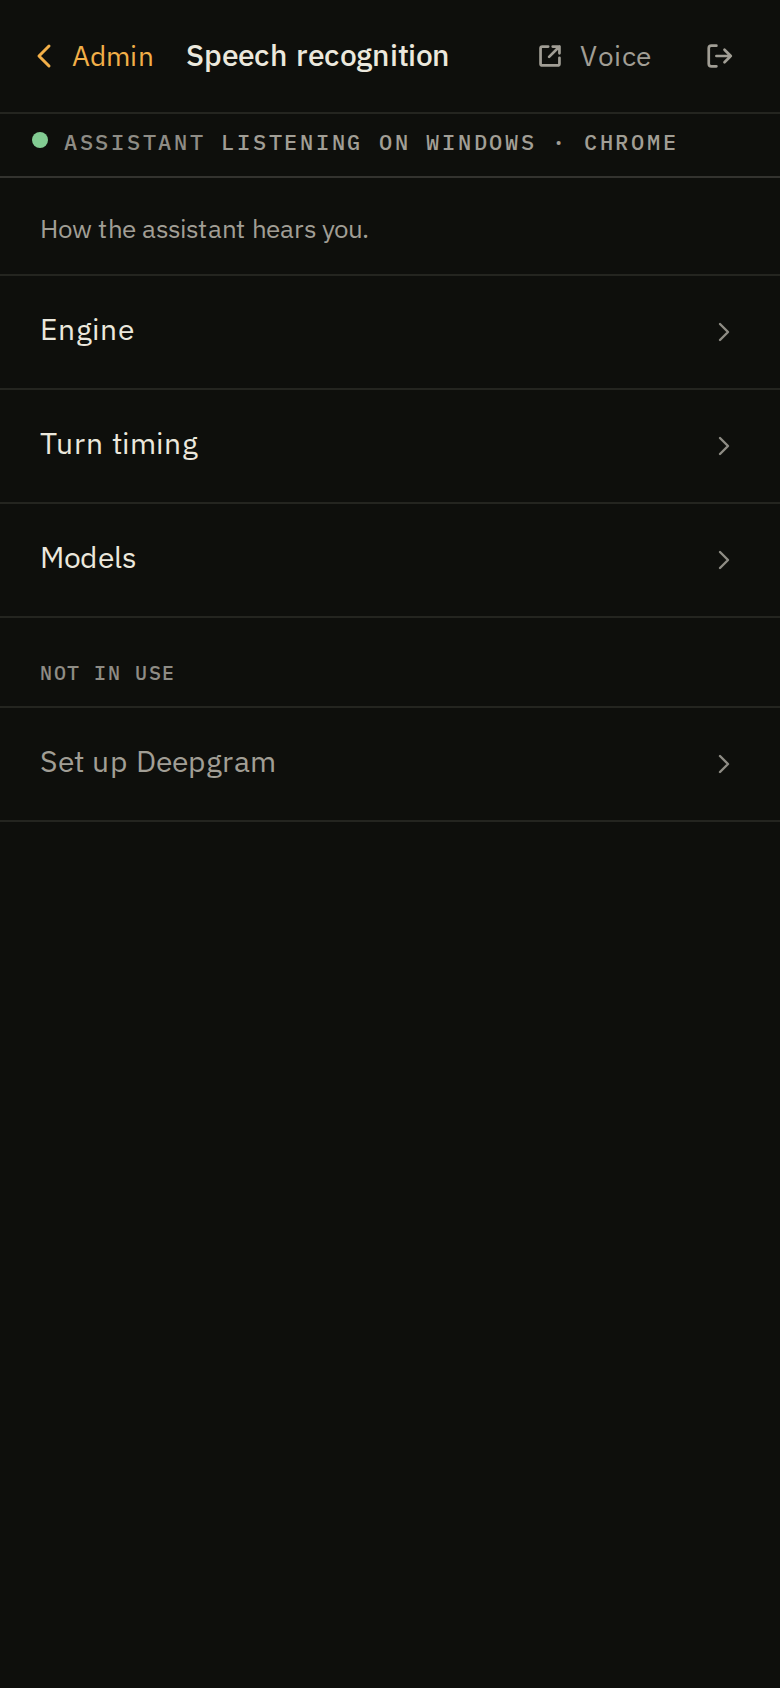 Admin Speech recognition Voice
ASSISTANT LISTENING ON WINDOWS · CHROME
How the assistant hears you.
Engine
Turn timing
Models
NOT IN USE
Set up Deepgram